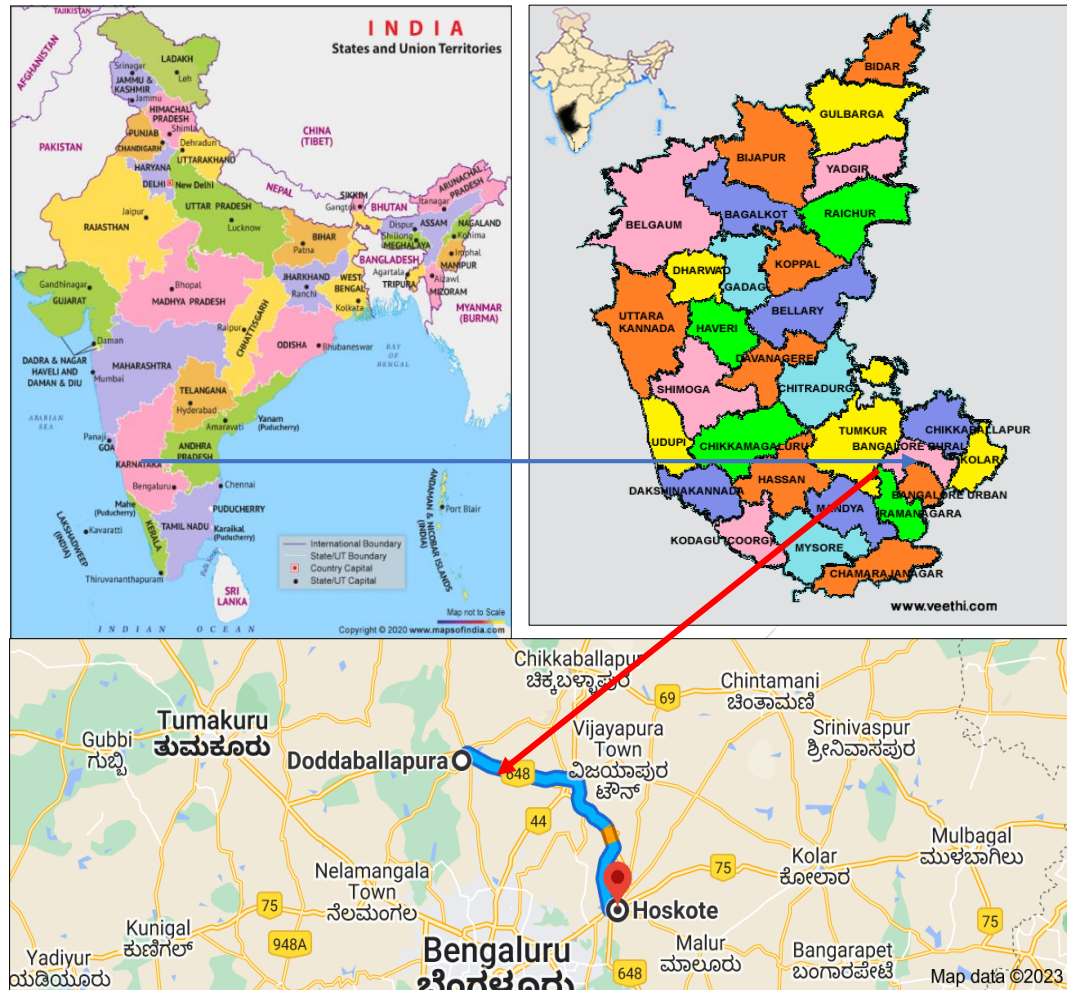 INDIA
States and Union Territories
TAJIKISTAN
AFGHANISTAN
PAKISTAN
CHINA
(TIBET)
NEPAL
BHUTAN
BANGLADESH
MYANMAR
(BURMA)
SRI
LANKA
LADAKH
Leh
Srinagar
JAMMU &
KASHMIR
Jammu
HIMACHAL
PRADESH
Shimla
PUNJAB
CHANDIGARH
Dehradun
UTTARAKHAND
HARYANA
DELHI
New Delhi
RAJASTHAN
Jaipur
UTTAR PRADESH
Lucknow
BIHAR
Patna
SIKKIM
Gangtok
ARUNACHAL
PRADESH
Itanagar
ASSAM
Dispur
NAGALAND
Kohima
Shillong
MEGHALAYA
Imphal
MANIPUR
Agartala
TRIPURA
Aizawl
MIZORAM
Gandhinagar
GUJARAT
Bhopal
MADHYA PRADESH
JHARKHAND
Ranchi
WEST
BENGAL
Kolkata
Raipur
CHHATTISGARH
ODISHA
Bhubaneswar
Daman
DADRA & NAGAR
HAVELI AND
DAMAN & DIU
MAHARASHTRA
Mumbai
TELANGANA
Hyderabad
Amaravati
Yanam
(Puducherry)
BAY
OF
BENGAL
ARABIAN
SEA
Panaji
GOA
ANDHRA
PRADESH
KARNATAKA
Bengaluru
Chennai
Mahe
(Puducherry)
PUDUCHERRY
TAMIL NADU
Karaikal
(Puducherry)
KERALA
LAKSHADWEEP
(INDIA)
Kavaratti
Thiruvananthapuram
ANDAMAN & NICOBAR ISLANDS
(INDIA)
Port Blair
International Boundary
State/UT Boundary
Country Capital
State/UT Capital
Map not to Scale
INDIAN OCEAN
Copyright © 2020 www.mapsofindia.com
BIDAR
GULBARGA
BIJAPUR
YADGIR
BELGAUM
BAGALKOT
RAICHUR
DHARWAD
GADAG
KOPPAL
UTTARA
KANNADA
HAVERI
BELLARY
DAVANAGERE
SHIMOGA
CHITRADURG
UDUPI
CHIKKAMAGALURU
TUMKUR
CHIKKABALLAPUR
BANGALORE RURAL
KOLAR
HASSAN
DAKSHINAKANNADA
BANGALORE URBAN
MANDYA
RAMANAGARA
KODAGU (COORG)
MYSORE
CHAMARAJANAGAR
www.veethi.com
Chikkaballapur
ಚಿಕ್ಕಬಳ್ಳಾಪುರ
69
Chintamani
ಚಿಂತಾಮಣಿ
Tumakuru
ತುಮಕೂರು
Gubbi
ಗುಬ್ಬಿ
Doddaballapura
648
Vijayapura
Town
ವಿಜಯಾಪುರ
ಟೌನ್
Srinivaspur
ಶ್ರೀನಿವಾಸಪುರ
44
Nelamangala
Town
ನೆಲಮಂಗಲ
Mulbagal
ಮುಳಬಾಗಿಲು
75
Kolar
ಕೋಲಾರ
75
Hoskote
75
Kunigal
ಕುಣಿಗಲ್
948A
Bengaluru
ಬೆಂಗಳೂರು
Malur
ಮಾಲೂರು
Bangarapet
ಬಂಗಾರಪೇಟೆ
Yadiyur
ಯಡಿಯೂರು
648
Map data ©2023